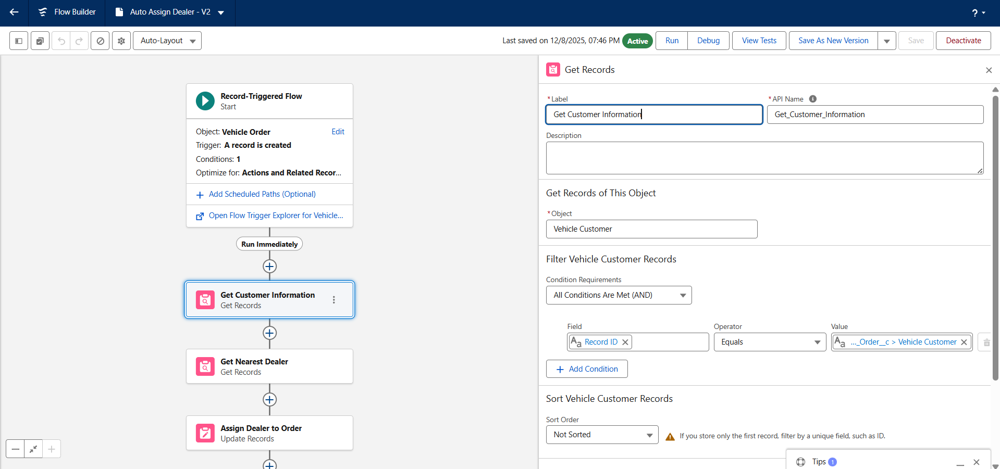 Flow Builder
Auto Assign Dealer - V2
?
Auto-Layout
Last saved on 12/8/2025, 07:46 PM
Active
Run
Debug
View Tests
Save As New Version
Save
Deactivate
Record-Triggered Flow
Start
Object: Vehicle Order
Edit
Trigger: A record is created
Conditions: 1
Optimize for: Actions and Related Recor...
Add Scheduled Paths (Optional)
Open Flow Trigger Explorer for Vehicle...
Run Immediately
Get Customer Information
Get Records
Get Nearest Dealer
Get Records
Assign Dealer to Order
Update Records
Get Records
*Label
*API Name
Get Customer Information
Get_Customer_Information
Description
Get Records of This Object
*Object
Vehicle Customer
Filter Vehicle Customer Records
Condition Requirements
All Conditions Are Met (AND)
Field
Operator
Value
Aa Record ID
Equals
Aa ..._Order__c > Vehicle Customer
Add Condition
Sort Vehicle Customer Records
Sort Order
Not Sorted
If you store only the first record, filter by a unique field, such as ID.
Tips 1